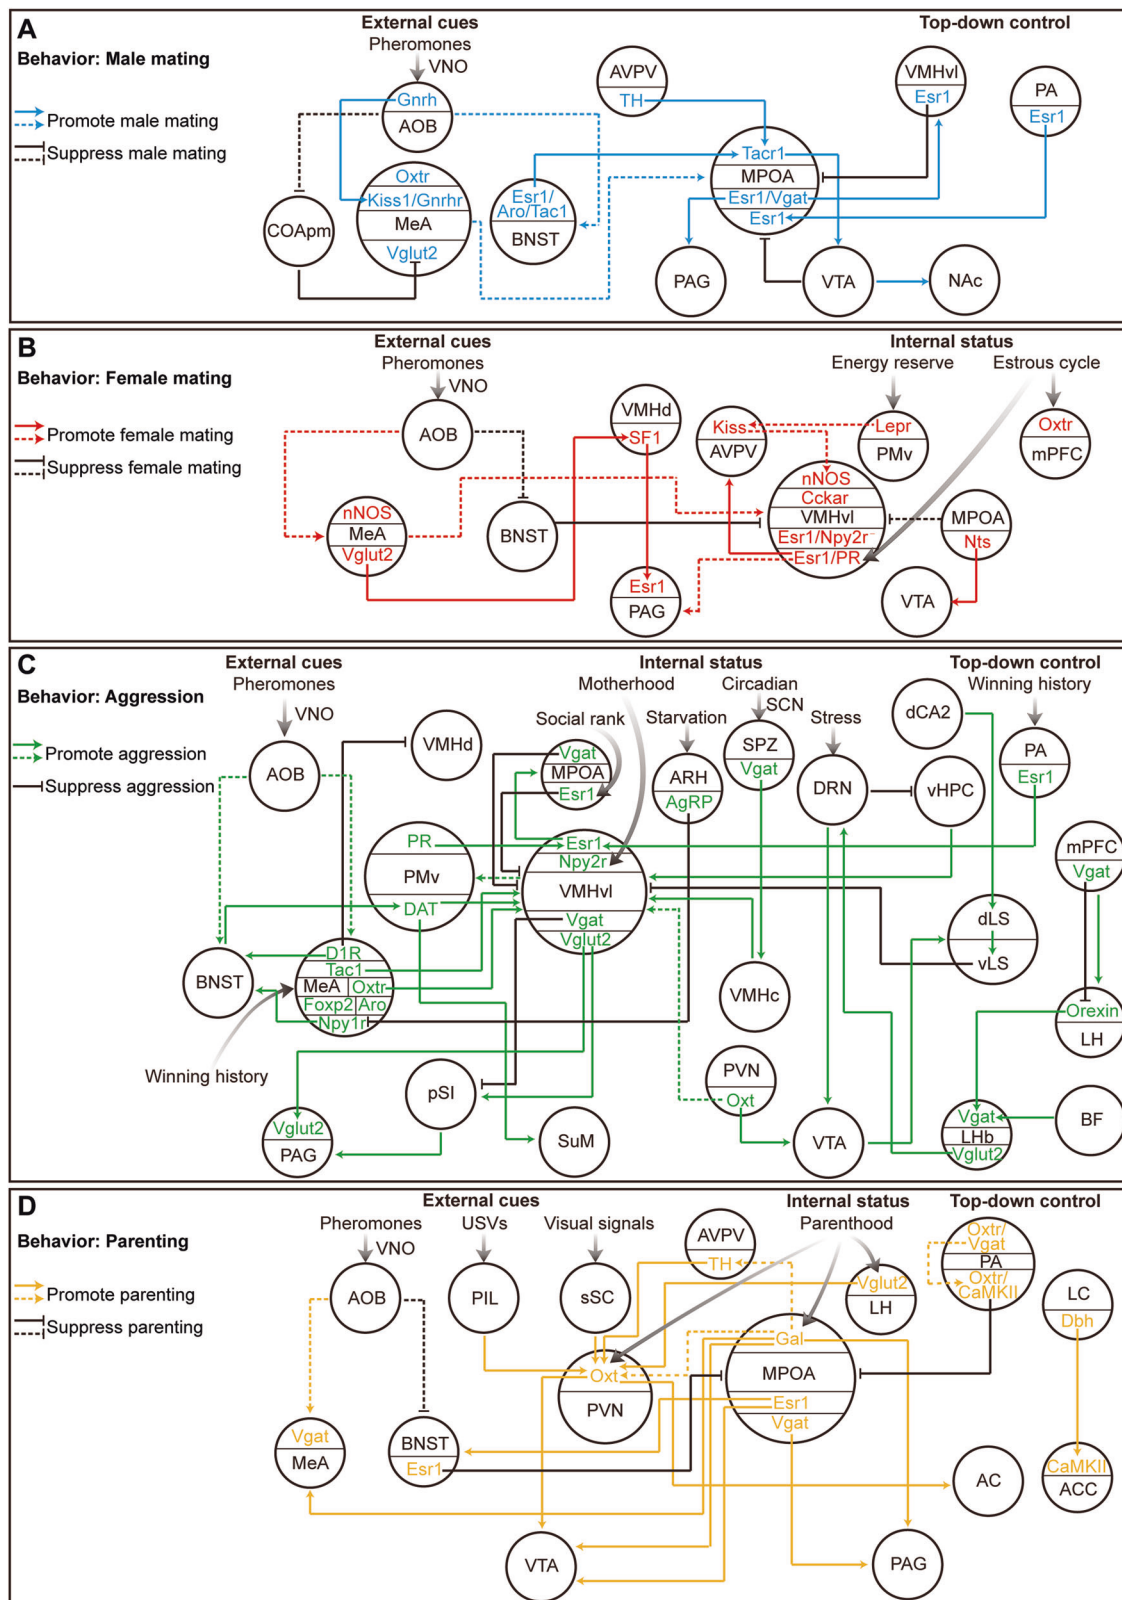 A
External cues
Top-down control
Behavior: Male mating
Pheromones
VNO
Promote male mating
Suppress male mating
Gnrh
AOB
AVPV
TH
VMHvl
Esr1
PA
Esr1
Oxtr
Kiss1/Gnrhr
MeA
Vglut2
COApm
Esr1/
Aro/Tac1
BNST
Tacr1
MPOA
Esr1/Vgat
Esr1
PAG
VTA
NAc
B
External cues
Internal status
Behavior: Female mating
Pheromones
VNO
Energy reserve
Estrous cycle
Promote female mating
Suppress female mating
AOB
VMHd
SF1
Kiss
AVPV
Lepr
PMv
Oxtr
mPFC
nNOS
MeA
Vglut2
BNST
nNOS
Cckar
VMHvl
Esr1/Npy2r⁻
Esr1/PR
MPOA
Nts
Esr1
PAG
VTA
C
External cues
Internal status
Top-down control
Behavior: Aggression
Pheromones
VNO
Motherhood
Social rank
Starvation
Circadian
SCN
Stress
Winning history
Promote aggression
Suppress aggression
AOB
VMHd
Vgat
MPOA
Esr1
ARH
AgRP
SPZ
Vgat
DRN
dCA2
vHPC
PA
Esr1
PR
PMv
DAT
Esr1
Npy2r
VMHvl
Vgat
Vglut2
mPFC
Vgat
dLS
vLS
BNST
D1R
Tac1
MeA
Oxtr
Foxp2
Aro
Npy1r
VMHc
Orexin
LH
Winning history
pSI
PVN
Oxt
Vglut2
PAG
SuM
VTA
Vgat
LHb
Vglut2
BF
D
External cues
Internal status
Top-down control
Behavior: Parenting
Pheromones
VNO
USVs
Visual signals
Parenthood
Promote parenting
Suppress parenting
AOB
PIL
sSC
AVPV
TH
Vglut2
LH
Oxtr/
Vgat
PA
Oxtr/
CaMKII
LC
Dbh
Oxt
PVN
Gal
MPOA
Esr1
Vgat
Vgat
MeA
BNST
Esr1
AC
CaMKII
ACC
VTA
PAG